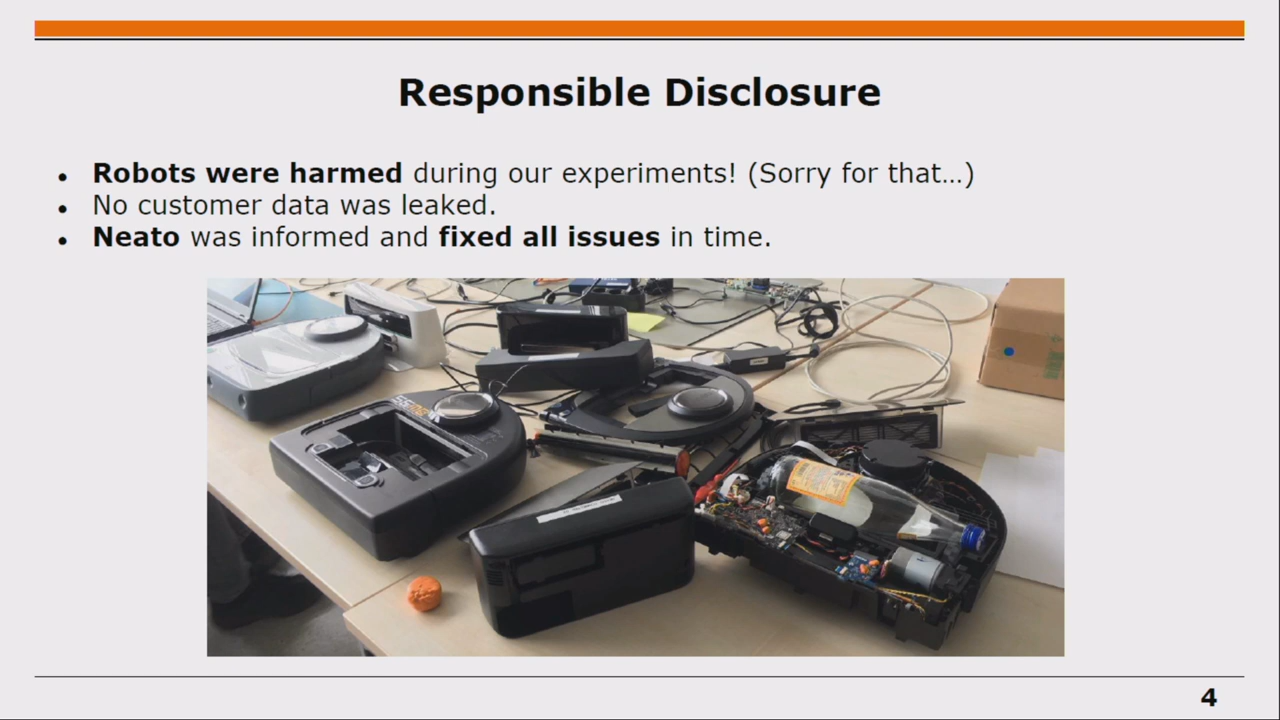 Responsible Disclosure
• Robots were harmed during our experiments! (Sorry for that…)
• No customer data was leaked.
• Neato was informed and fixed all issues in time.
4